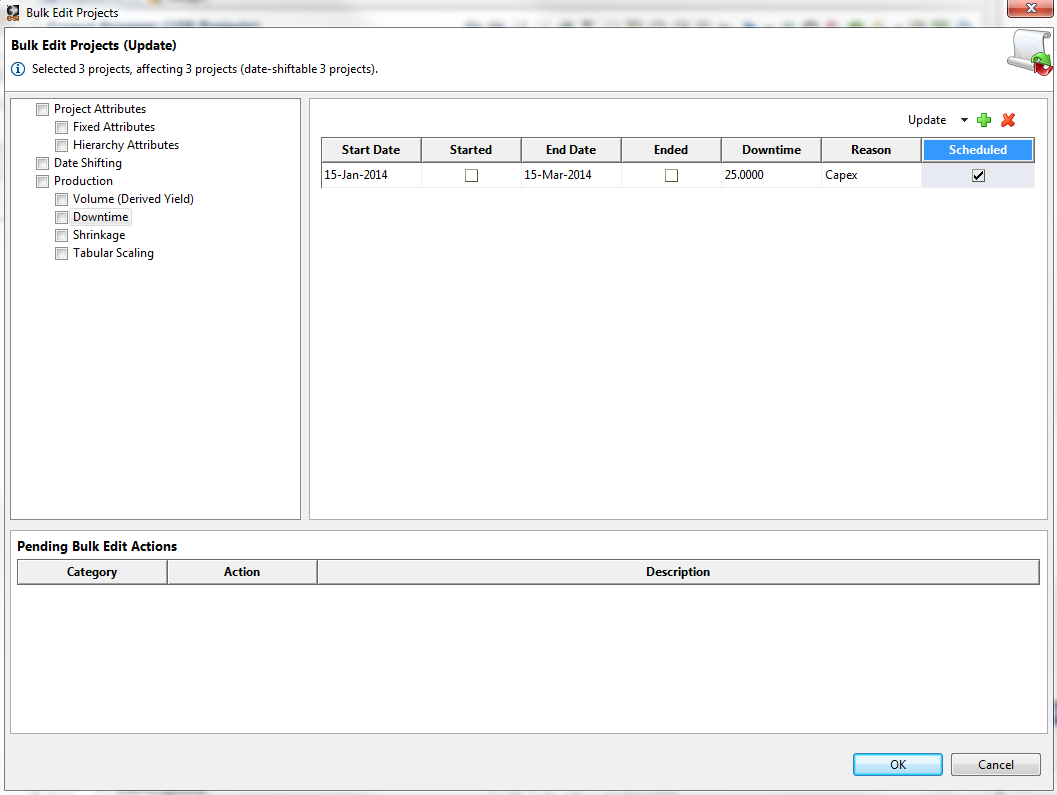 Bulk Edit Projects
Bulk Edit Projects (Update)
Selected 3 projects, affecting 3 projects (date-shiftable 3 projects).
Project Attributes
Fixed Attributes
Hierarchy Attributes
Date Shifting
Production
Volume (Derived Yield)
Downtime
Shrinkage
Tabular Scaling
Update
Start Date Started End Date Ended Downtime Reason Scheduled
15-Jan-2014 15-Mar-2014 25.0000 Capex
Pending Bulk Edit Actions
Category Action Description
OK Cancel